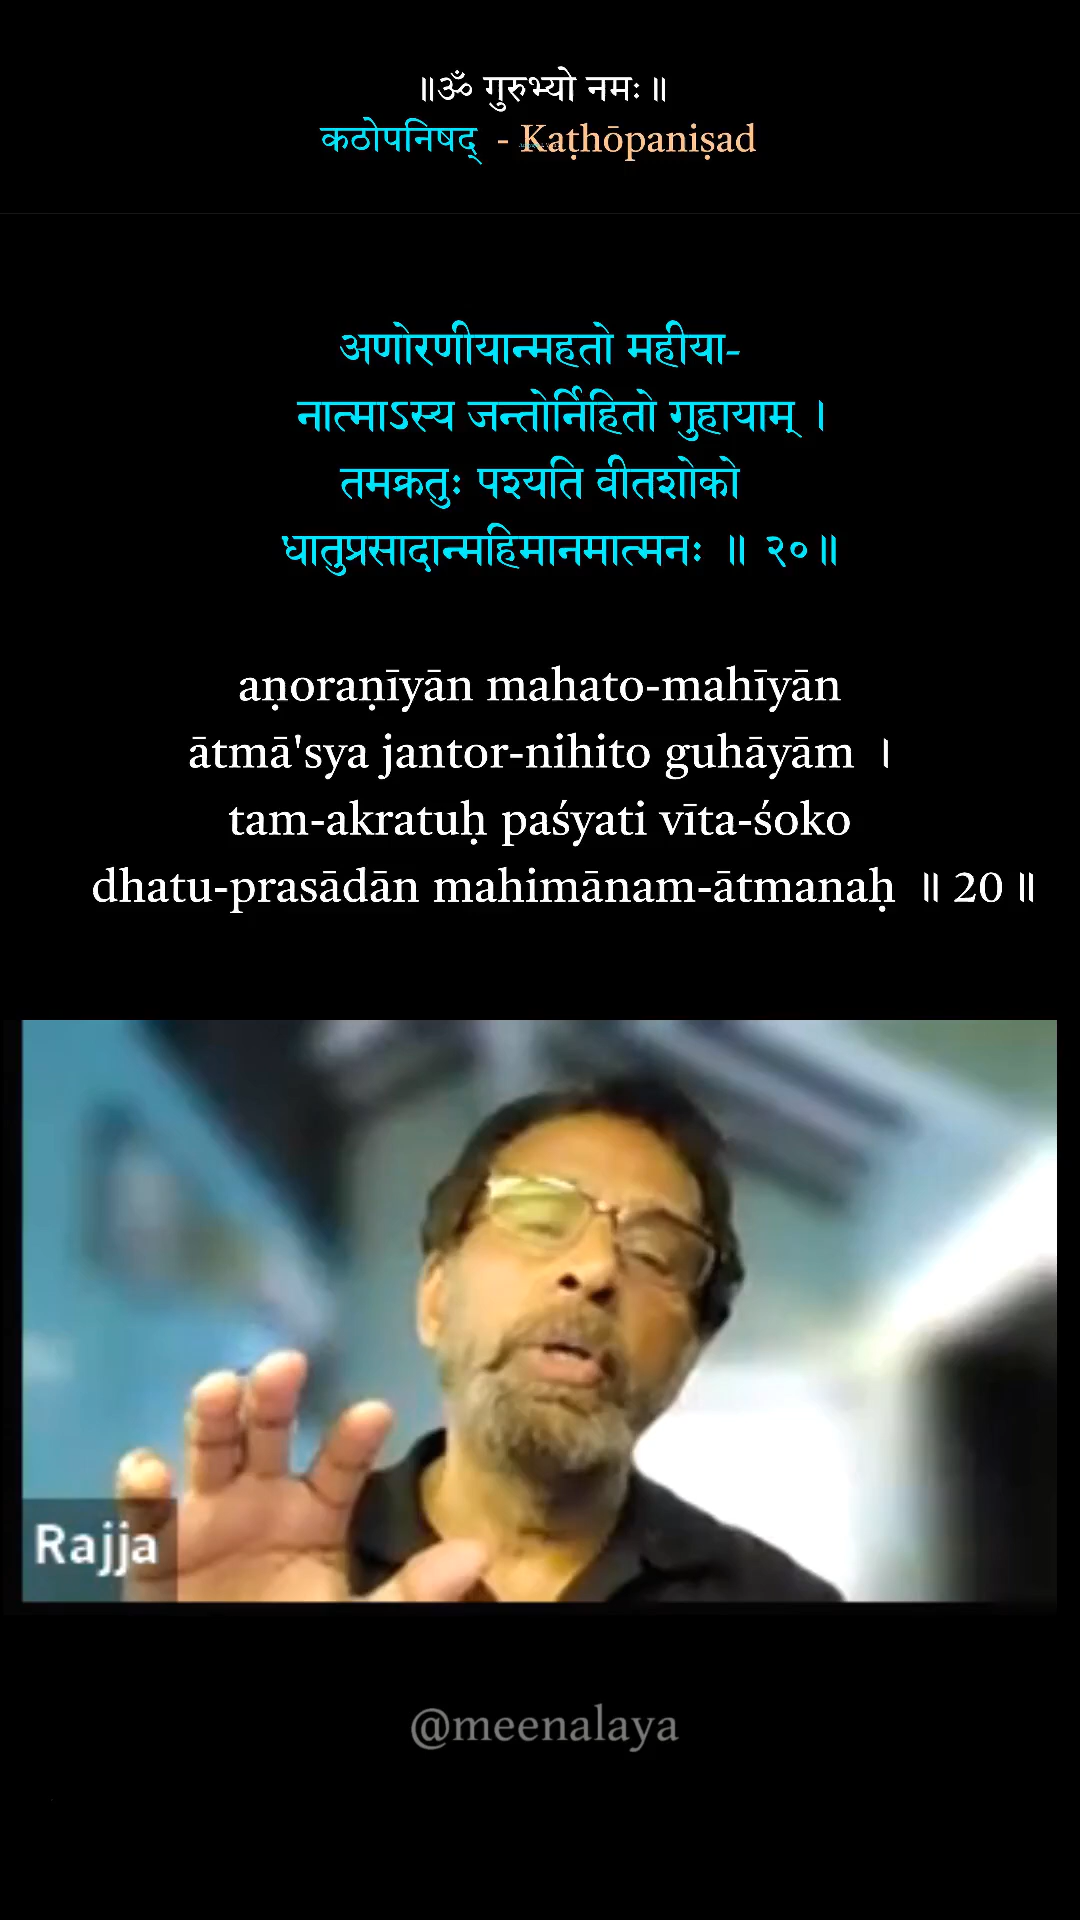 ॥ॐ गुरुभ्यो नमः॥
कठोपनिषद् - Kaṭhōpaniṣad
अणोरणीयान्महतो महीया-
नात्माऽस्य जन्तोर्निहितो गुहायाम् ।
तमक्रतुः पश्यति वीतशोको
धातुप्रसादान्महिमानमात्मनः ॥ २०॥
aṇoraṇīyān mahato-mahīyān
ātmā'sya jantor-nihito guhāyām ।
tam-akratuḥ paśyati vīta-śoko
dhatu-prasādān mahimānam-ātmanaḥ ॥ 20॥
Rajja
@meenalaya